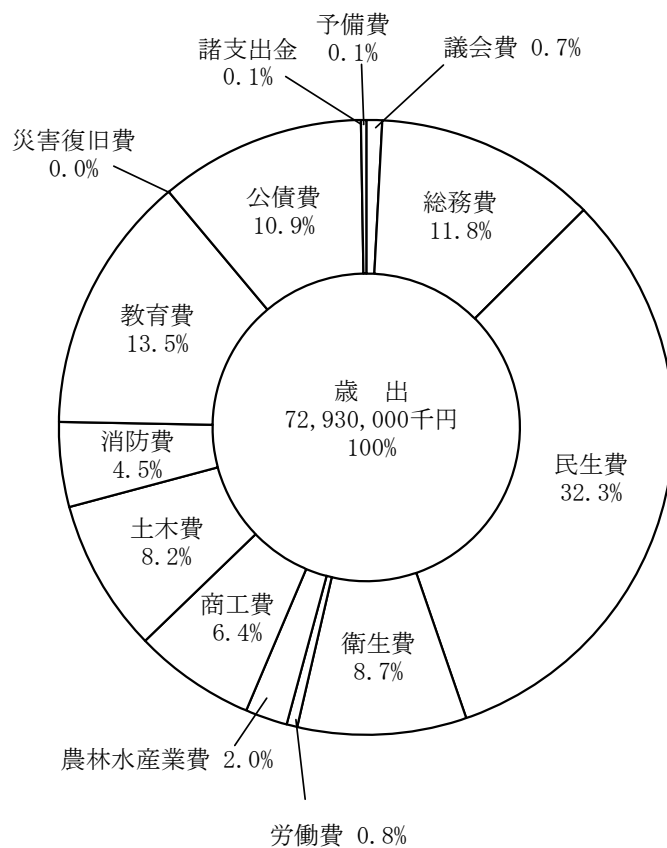 予備費
0.1%
諸支出金
0.1%
議会費 0.7%
災害復旧費
0.0%
公債費
10.9%
総務費
11.8%
教育費
13.5%
歳　出
72,930,000千円
100%
消防費
4.5%
民生費
32.3%
土木費
8.2%
商工費
6.4%
衛生費
8.7%
農林水産業費 2.0%
労働費 0.8%